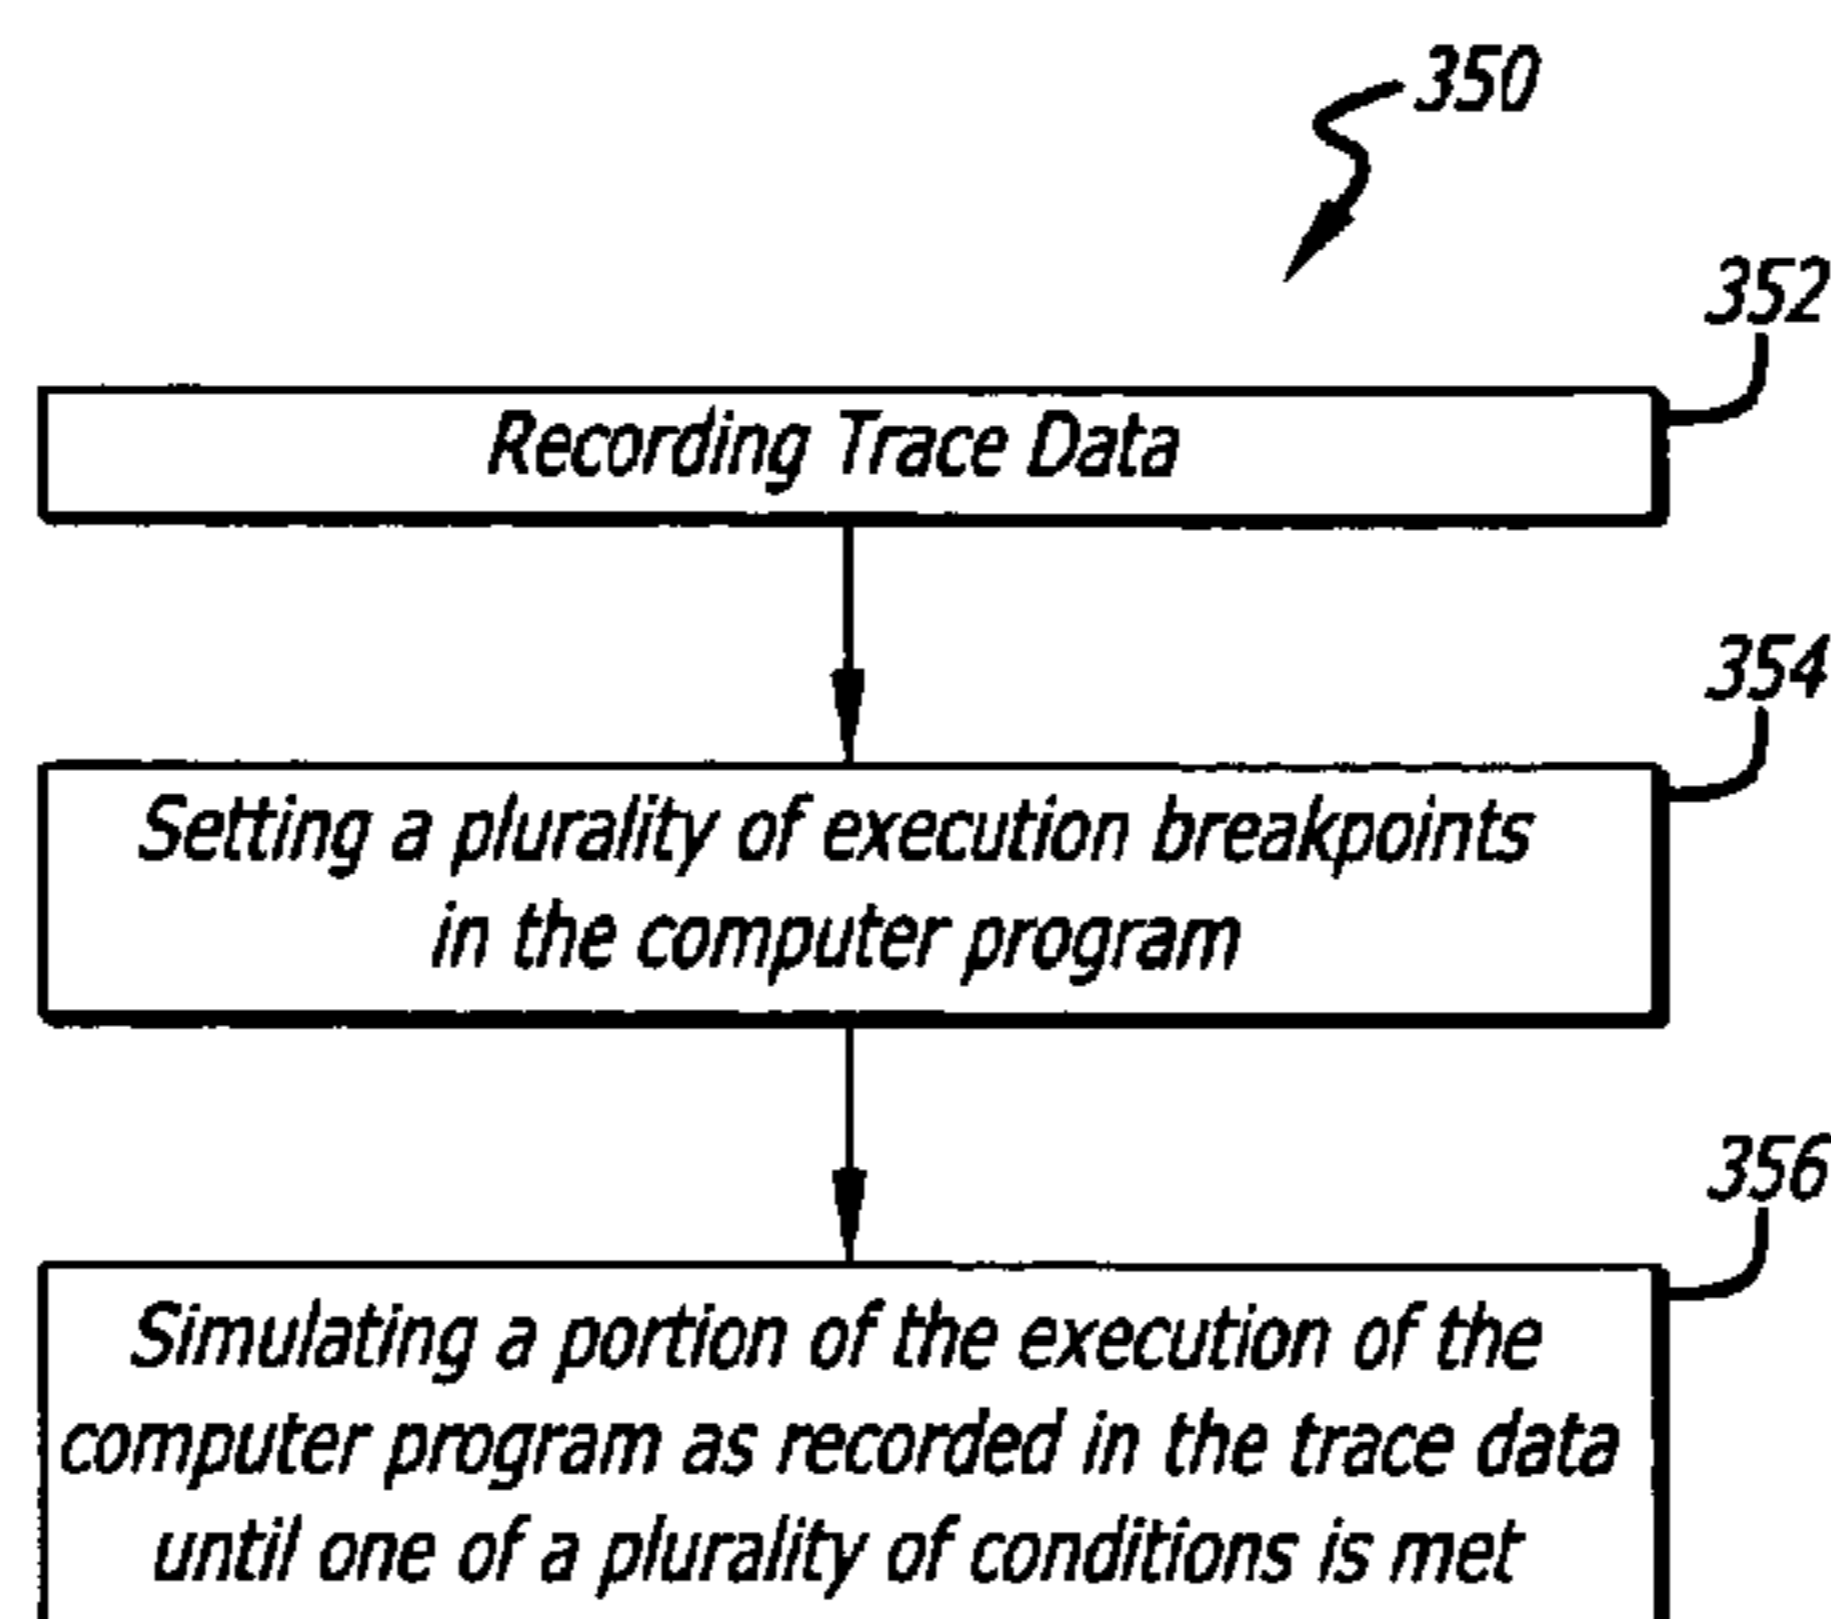 350
352
Recording Trace Data
354
Setting a plurality of execution breakpoints
in the computer program
356
Simulating a portion of the execution of the
computer program as recorded in the trace data
until one of a plurality of conditions is met